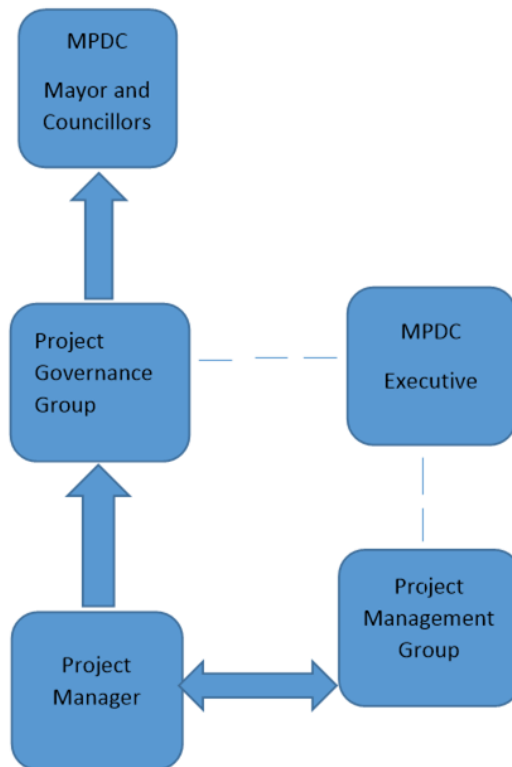 MPDC
Mayor and
Councillors
Project
Governance
Group
MPDC
Executive
Project
Management
Group
Project
Manager